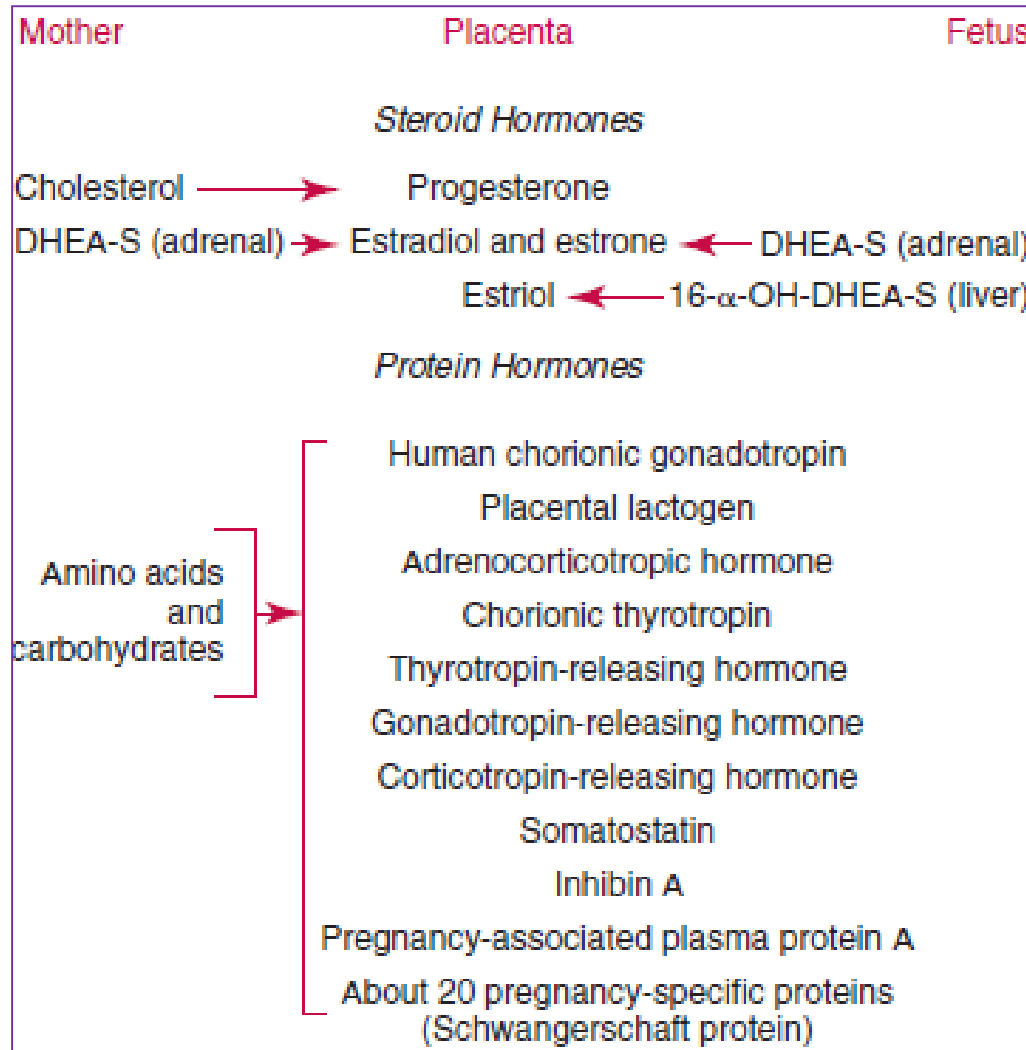 Mother Placenta Fetus
Steroid Hormones
Cholesterol Progesterone
DHEA-S (adrenal) Estradiol and estrone DHEA-S (adrenal)
Estriol 16-α-OH-DHEA-S (liver)
Protein Hormones
Amino acids
and
carbohydrates
Human chorionic gonadotropin
Placental lactogen
Adrenocorticotropic hormone
Chorionic thyrotropin
Thyrotropin-releasing hormone
Gonadotropin-releasing hormone
Corticotropin-releasing hormone
Somatostatin
Inhibin A
Pregnancy-associated plasma protein A
About 20 pregnancy-specific proteins
(Schwangerschaft protein)